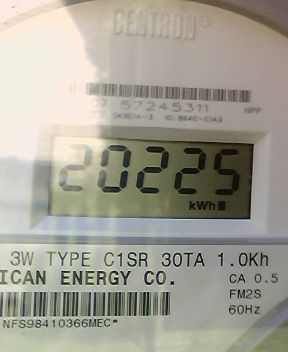 CENTRON®
57245311 HPP
20225
kWh
3W TYPE C1SR 30TA 1.0Kh
ICAN ENERGY CO. CA 0.5
FM2S
60Hz
NFS98410366MEC*